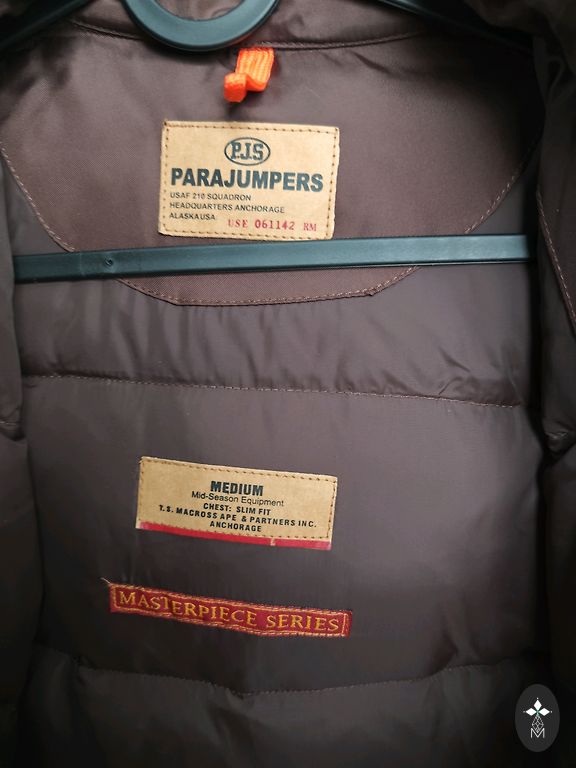 P.J.S
PARAJUMPERS
USAF 210 SQUADRON
HEADQUARTERS ANCHORAGE
ALASKA USA.
USE 061142 RM
MEDIUM
Mid-Season Equipment
CHEST: SLIM FIT
T.S. MACROSS APE & PARTNERS INC.
ANCHORAGE
MASTERPIECE SERIES
M